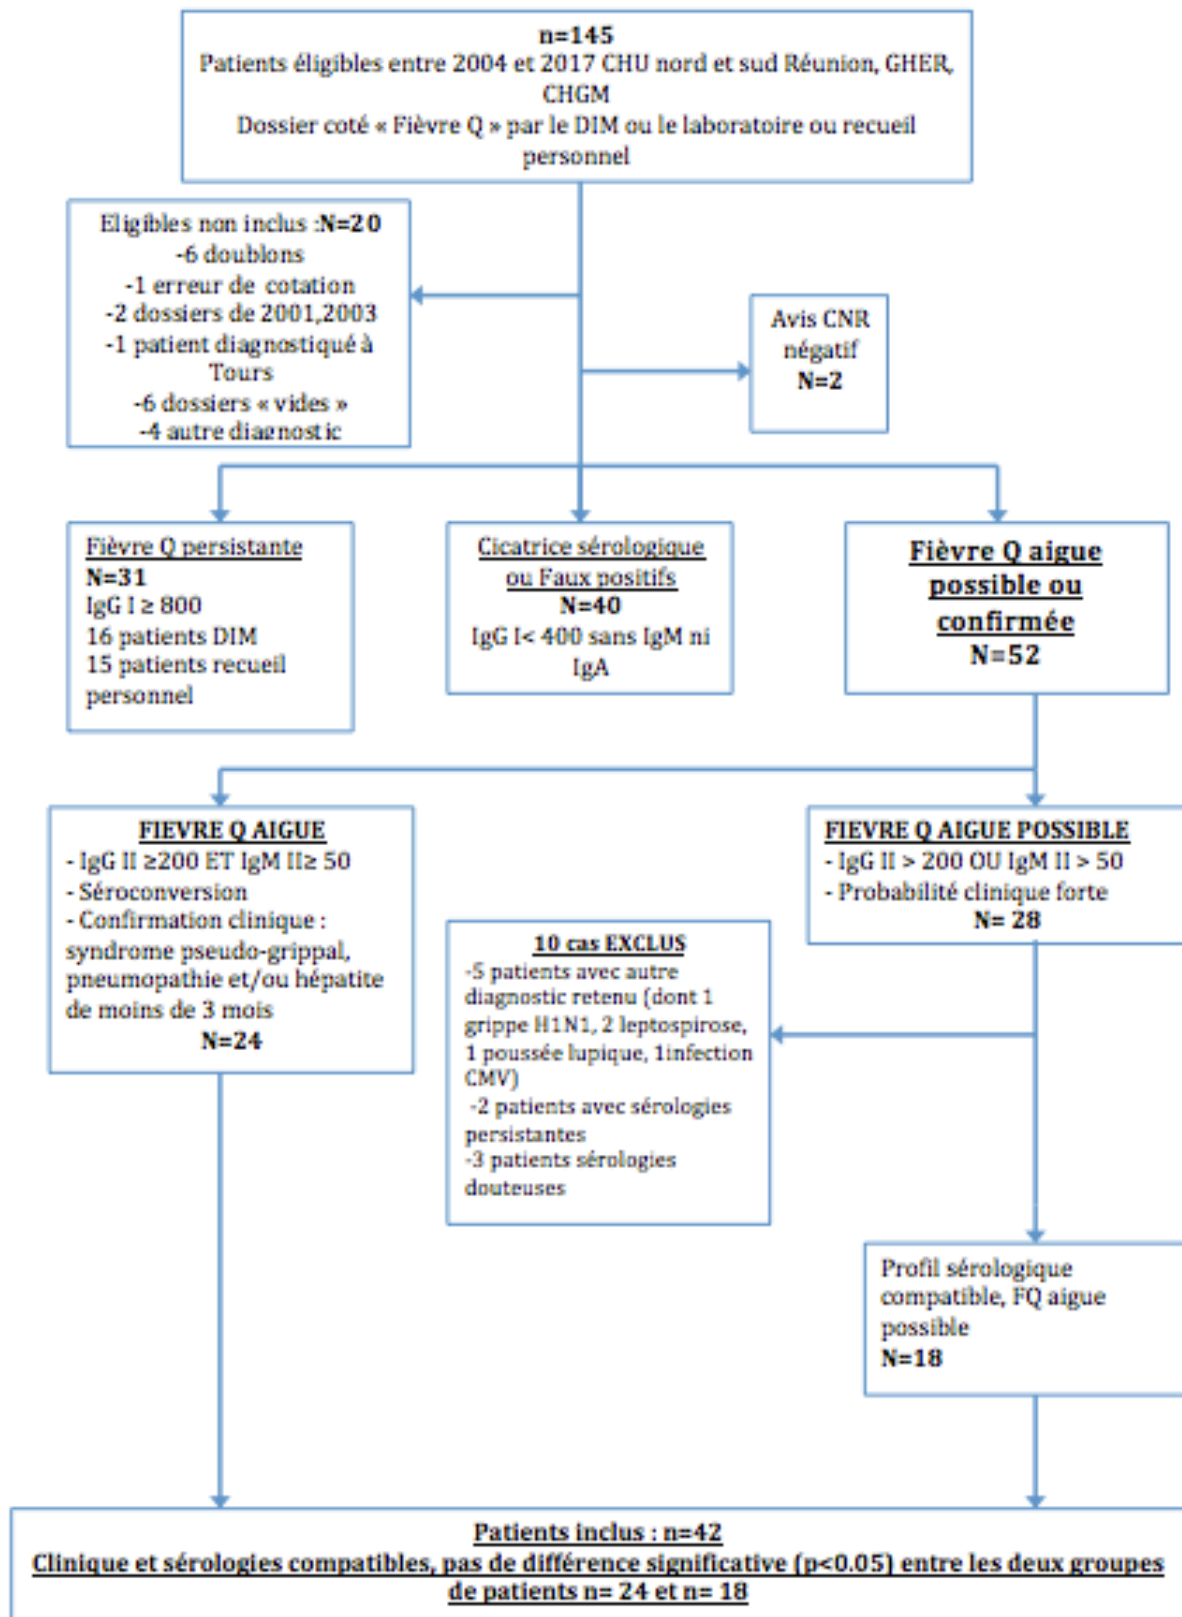 n=145
Patients éligibles entre 2004 et 2017 CHU nord et sud Réunion, GHER,
CHGM
Dossier coté « Fièvre Q » par le DIM ou le laboratoire ou recueil
personnel
Eligibles non inclus :N=20
-6 doublons
-1 erreur de cotation
-2 dossiers de 2001,2003
-1 patient diagnostiqué à
Tours
-6 dossiers « vides »
-4 autre diagnostic
Avis CNR
négatif
N=2
Fièvre Q persistante
N=31
IgG I ≥ 800
16 patients DIM
15 patients recueil
personnel
Cicatrice sérologique
ou Faux positifs
N=40
IgG I< 400 sans IgM ni
IgA
Fièvre Q aigue
possible ou
confirmée
N=52
FIEVRE Q AIGUE
- IgG II ≥200 ET IgM II≥ 50
- Séroconversion
- Confirmation clinique :
syndrome pseudo-grippal,
pneumopathie et/ou hépatite
de moins de 3 mois
N=24
FIEVRE Q AIGUE POSSIBLE
- IgG II > 200 OU IgM II > 50
- Probabilité clinique forte
N= 28
10 cas EXCLUS
-5 patients avec autre
diagnostic retenu (dont 1
grippe H1N1, 2 leptospirose,
1 poussée lupique, 1infection
CMV)
-2 patients avec sérologies
persistantes
-3 patients sérologies
douteuses
Profil sérologique
compatible, FQ aigue
possible
N=18
Patients inclus : n=42
Clinique et sérologies compatibles, pas de différence significative (p<0.05) entre les deux groupes
de patients n= 24 et n= 18